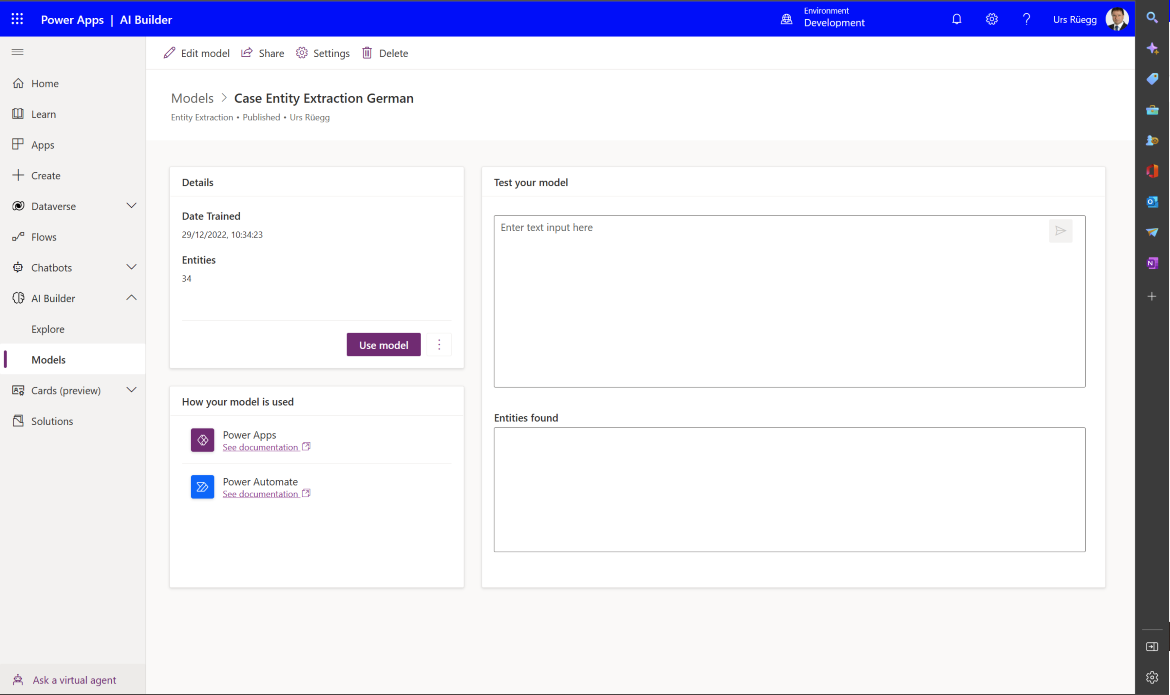 Power Apps | AI Builder
Environment
Development
Urs Rüegg
Edit model
Share
Settings
Delete
Home
Learn
Apps
Create
Dataverse
Flows
Chatbots
AI Builder
Explore
Models
Cards (preview)
Solutions
Ask a virtual agent
Models > Case Entity Extraction German
Entity Extraction • Published • Urs Rüegg
Details
Date Trained
29/12/2022, 10:34:23
Entities
34
Use model
How your model is used
Power Apps
See documentation
Power Automate
See documentation
Test your model
Enter text input here
Entities found